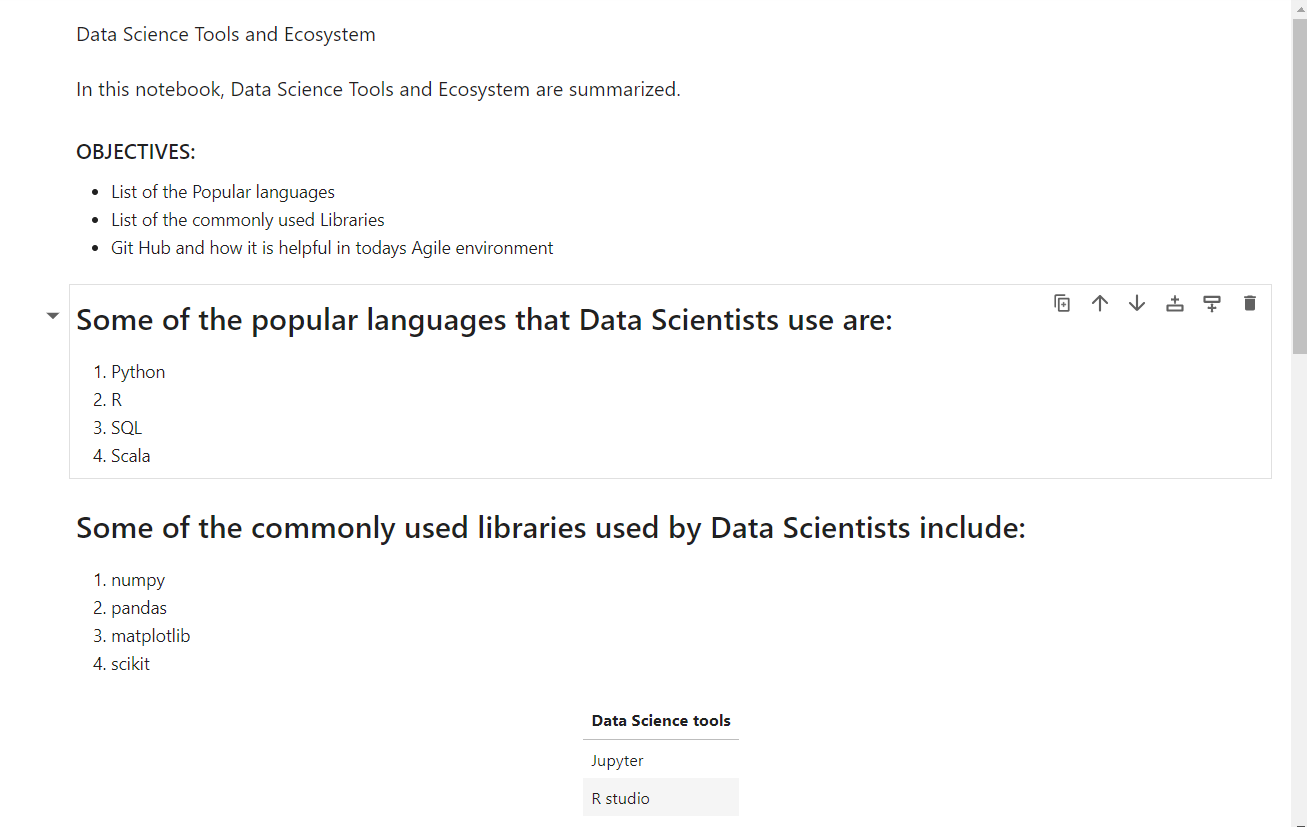 Data Science Tools and Ecosystem
In this notebook, Data Science Tools and Ecosystem are summarized.
OBJECTIVES:
• List of the Popular languages
• List of the commonly used Libraries
• Git Hub and how it is helpful in todays Agile environment
Some of the popular languages that Data Scientists use are:
1. Python
2. R
3. SQL
4. Scala
Some of the commonly used libraries used by Data Scientists include:
1. numpy
2. pandas
3. matplotlib
4. scikit
Data Science tools
Jupyter
R studio